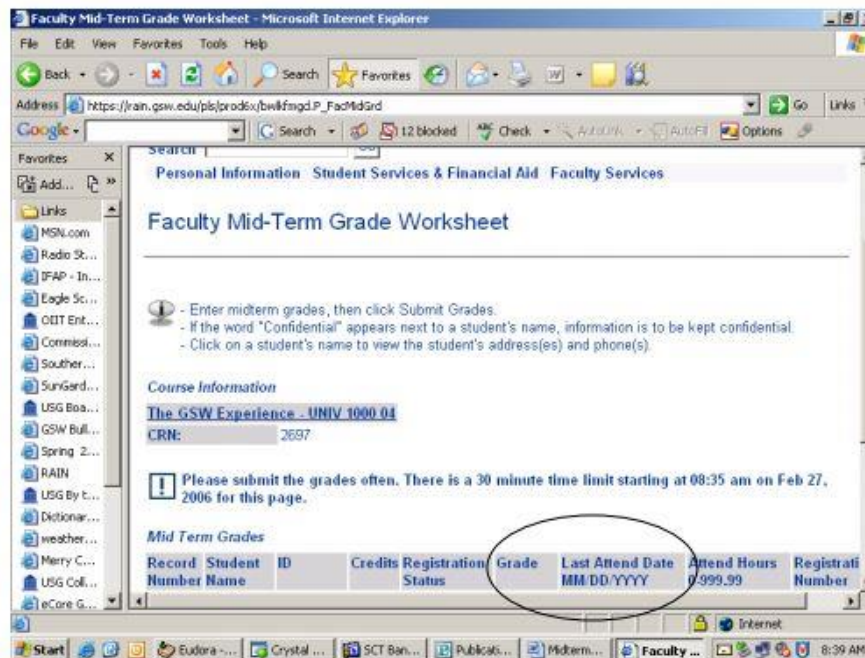 Faculty Mid-Term Grade Worksheet - Microsoft Internet Explorer
File Edit View Favorites Tools Help
Back Search Favorites
Address https://rain.gsw.edu/pls/prod6x/bwlkfmgd.P_FacMidGrd Go Links
Google Search 12 blocked Check AutoLink AutoFill Options
Favorites
Add...
Links
MSN.com
Radio St...
IFAP - In...
Eagle Sc...
OIIT Ent...
Commissi...
Souther...
SunGard...
USG Boa...
GSW Bull...
Spring 2...
RAIN
USG By t...
Dictionar...
weather...
Merry C...
USG Coll...
eCore G...
Search
Personal Information Student Services & Financial Aid Faculty Services
Faculty Mid-Term Grade Worksheet
- Enter midterm grades, then click Submit Grades.
- If the word "Confidential" appears next to a student's name, information is to be kept confidential.
- Click on a student's name to view the student's address(es) and phone(s).
Course Information
The GSW Experience - UNIV 1000 04
CRN: 2697
Please submit the grades often. There is a 30 minute time limit starting at 08:35 am on Feb 27,
2006 for this page.
Mid Term Grades
Record Student ID Credits Registration Grade Last Attend Date Attend Hours Registrati
Number Name Status MM/DD/YYYY 0-999.99 Number
Internet
Start Eudora -... Crystal ... SCT Ban... Publicati... Midterm... Faculty ... 8:39 AM